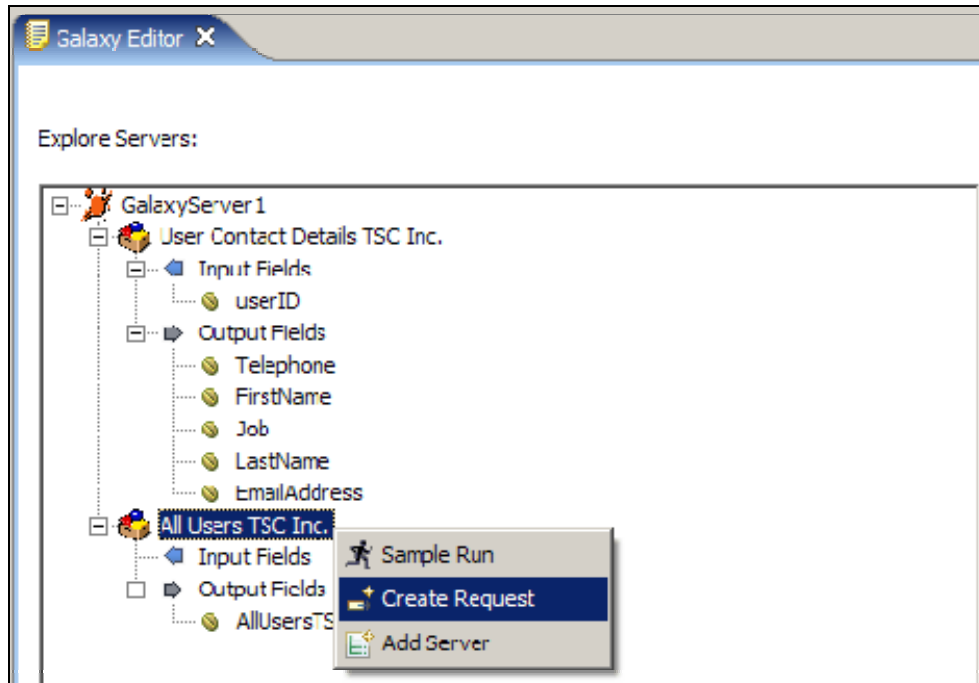 Galaxy Editor
Explore Servers:
GalaxyServer1
User Contact Details TSC Inc.
Input Fields
userID
Output Fields
Telephone
FirstName
Job
LastName
EmailAddress
All Users TSC Inc.
Input Fields
Output Fields
AllUsersTS
Sample Run
Create Request
Add Server